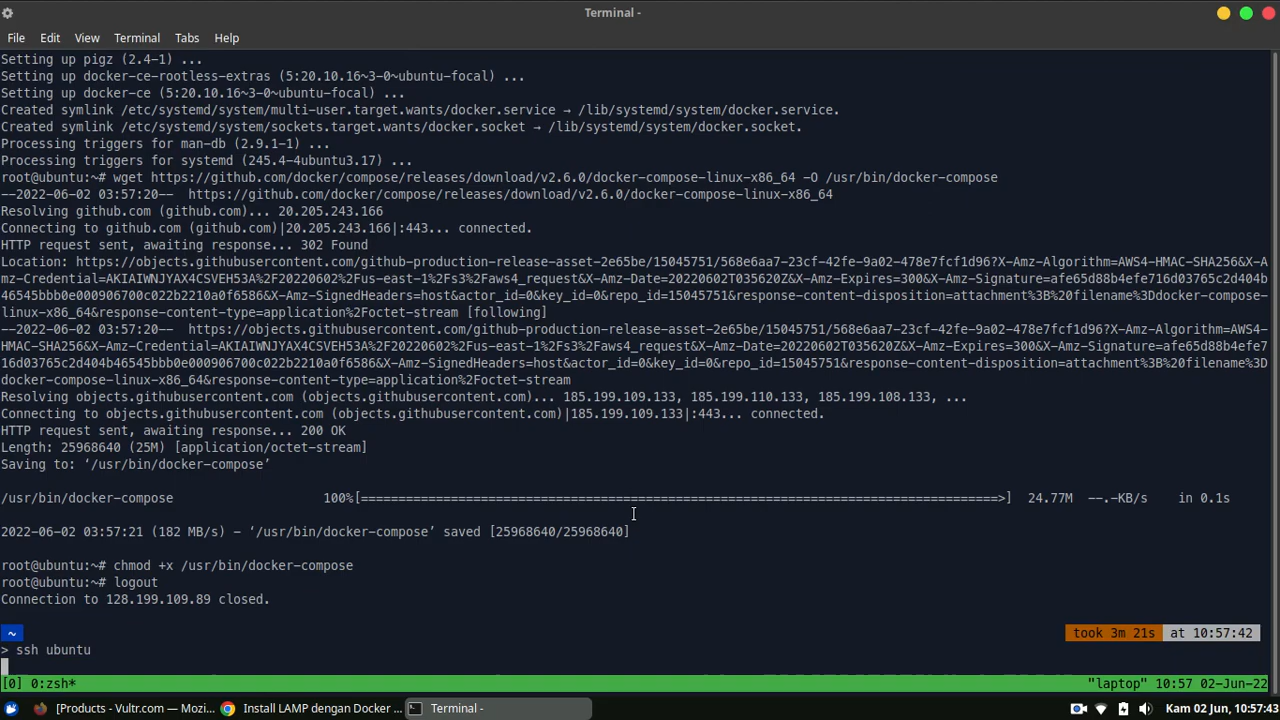 Terminal -
File Edit View Terminal Tabs Help
Setting up pigz (2.4-1) ...
Setting up docker-ce-rootless-extras (5:20.10.16~3-0~ubuntu-focal) ...
Setting up docker-ce (5:20.10.16~3-0~ubuntu-focal) ...
Created symlink /etc/systemd/system/multi-user.target.wants/docker.service → /lib/systemd/system/docker.service.
Created symlink /etc/systemd/system/sockets.target.wants/docker.socket → /lib/systemd/system/docker.socket.
Processing triggers for man-db (2.9.1-1) ...
Processing triggers for systemd (245.4-4ubuntu3.17) ...
root@ubuntu:~# wget https://github.com/docker/compose/releases/download/v2.6.0/docker-compose-linux-x86_64 -O /usr/bin/docker-compose
--2022-06-02 03:57:20-- https://github.com/docker/compose/releases/download/v2.6.0/docker-compose-linux-x86_64
Resolving github.com (github.com)... 20.205.243.166
Connecting to github.com (github.com)|20.205.243.166|:443... connected.
HTTP request sent, awaiting response... 302 Found
Location: https://objects.githubusercontent.com/github-production-release-asset-2e65be/15045751/568e6aa7-23cf-42fe-9a02-478e7fcf1d96?X-Amz-Algorithm=AWS4-HMAC-SHA256&X-A
mz-Credential=AKIAIWNJYAX4CSVEH53A%2F20220602%2Fus-east-1%2Fs3%2Faws4_request&X-Amz-Date=20220602T035620Z&X-Amz-Expires=300&X-Amz-Signature=afe65d88b4efe716d03765c2d404b
46545bbb0e000906700c022b2210a0f6586&X-Amz-SignedHeaders=host&actor_id=0&key_id=0&repo_id=15045751&response-content-disposition=attachment%3B%20filename%3Ddocker-compose-
linux-x86_64&response-content-type=application%2Foctet-stream [following]
--2022-06-02 03:57:20-- https://objects.githubusercontent.com/github-production-release-asset-2e65be/15045751/568e6aa7-23cf-42fe-9a02-478e7fcf1d96?X-Amz-Algorithm=AWS4-
HMAC-SHA256&X-Amz-Credential=AKIAIWNJYAX4CSVEH53A%2F20220602%2Fus-east-1%2Fs3%2Faws4_request&X-Amz-Date=20220602T035620Z&X-Amz-Expires=300&X-Amz-Signature=afe65d88b4efe7
16d03765c2d404b46545bbb0e000906700c022b2210a0f6586&X-Amz-SignedHeaders=host&actor_id=0&key_id=0&repo_id=15045751&response-content-disposition=attachment%3B%20filename%3D
docker-compose-linux-x86_64&response-content-type=application%2Foctet-stream
Resolving objects.githubusercontent.com (objects.githubusercontent.com)... 185.199.109.133, 185.199.110.133, 185.199.108.133, ...
Connecting to objects.githubusercontent.com (objects.githubusercontent.com)|185.199.109.133|:443... connected.
HTTP request sent, awaiting response... 200 OK
Length: 25968640 (25M) [application/octet-stream]
Saving to: ‘/usr/bin/docker-compose’
/usr/bin/docker-compose 100%[=====================================================================================>] 24.77M --.-KB/s in 0.1s
2022-06-02 03:57:21 (182 MB/s) - ‘/usr/bin/docker-compose’ saved [25968640/25968640]
root@ubuntu:~# chmod +x /usr/bin/docker-compose
root@ubuntu:~# logout
Connection to 128.199.109.89 closed.
~ took 3m 21s at 10:57:42
> ssh ubuntu
[0] 0:zsh* "laptop" 10:57 02-Jun-22
[Products - Vultr.com — Mozi... Install LAMP dengan Docker ... Terminal - Kam 02 Jun, 10:57:43